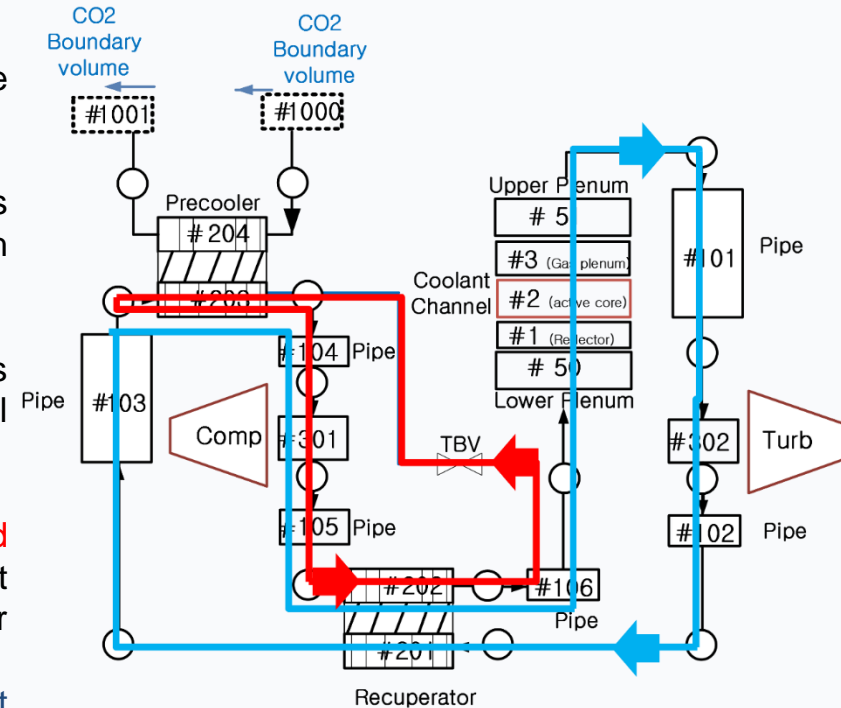 CO2
Boundary
volume
CO2
Boundary
volume
#1001
#1000
Precooler
# 204
# 203
Upper Plenum
# 5
#3 (Gas plenum)
Coolant
Channel
#2 (active core)
#1 (Reflector)
# 50
Lower Plenum
#101
Pipe
#104
Pipe
Pipe
#103
Comp
#301
TBV
#302
Turb
#105
Pipe
#102
Pipe
# 202
#106
Pipe
# 201
Recuperator